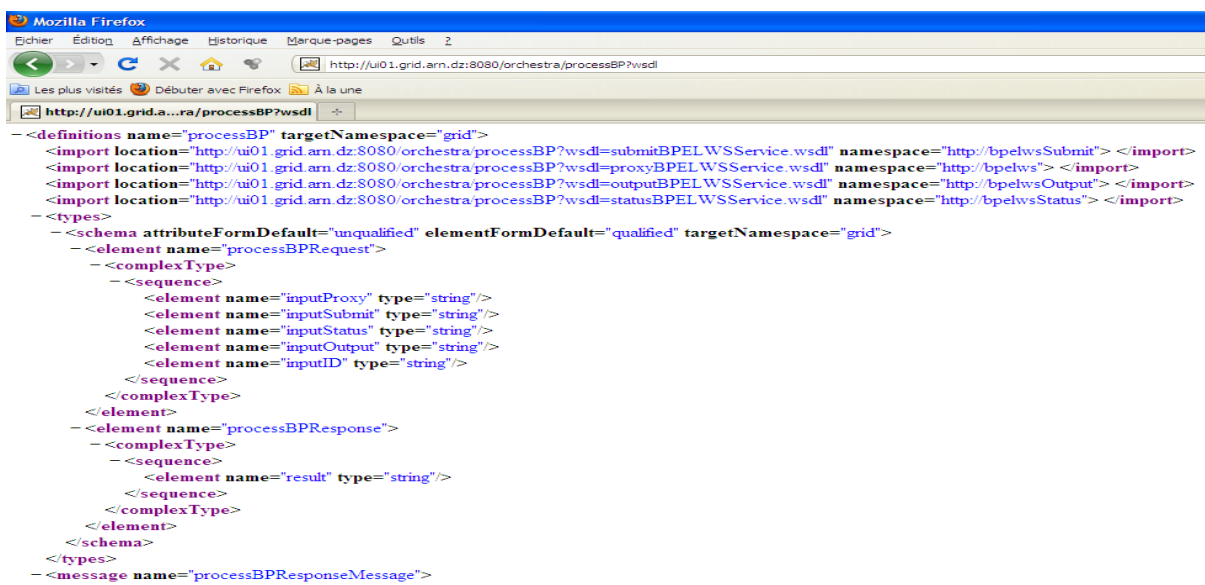 Mozilla Firefox
Fichier Édition Affichage Historique Marque-pages Outils ?
http://ui01.grid.arn.dz:8080/orchestra/processBP?wsdl
Les plus visités Débuter avec Firefox À la une
http://ui01.grid.a...ra/processBP?wsdl
- <definitions name="processBP" targetNamespace="grid">
<import location="http://ui01.grid.arn.dz:8080/orchestra/processBP?wsdl=submitBPELWSService.wsdl" namespace="http://bpelwsSubmit"> </import>
<import location="http://ui01.grid.arn.dz:8080/orchestra/processBP?wsdl=proxyBPELWSService.wsdl" namespace="http://bpelws"> </import>
<import location="http://ui01.grid.arn.dz:8080/orchestra/processBP?wsdl=outputBPELWSService.wsdl" namespace="http://bpelwsOutput"> </import>
<import location="http://ui01.grid.arn.dz:8080/orchestra/processBP?wsdl=statusBPELWSService.wsdl" namespace="http://bpelwsStatus"> </import>
- <types>
- <schema attributeFormDefault="unqualified" elementFormDefault="qualified" targetNamespace="grid">
- <element name="processBPRequest">
- <complexType>
- <sequence>
<element name="inputProxy" type="string"/>
<element name="inputSubmit" type="string"/>
<element name="inputStatus" type="string"/>
<element name="inputOutput" type="string"/>
<element name="inputID" type="string"/>
</sequence>
</complexType>
</element>
- <element name="processBPResponse">
- <complexType>
- <sequence>
<element name="result" type="string"/>
</sequence>
</complexType>
</element>
</schema>
</types>
- <message name="processBPResponseMessage">